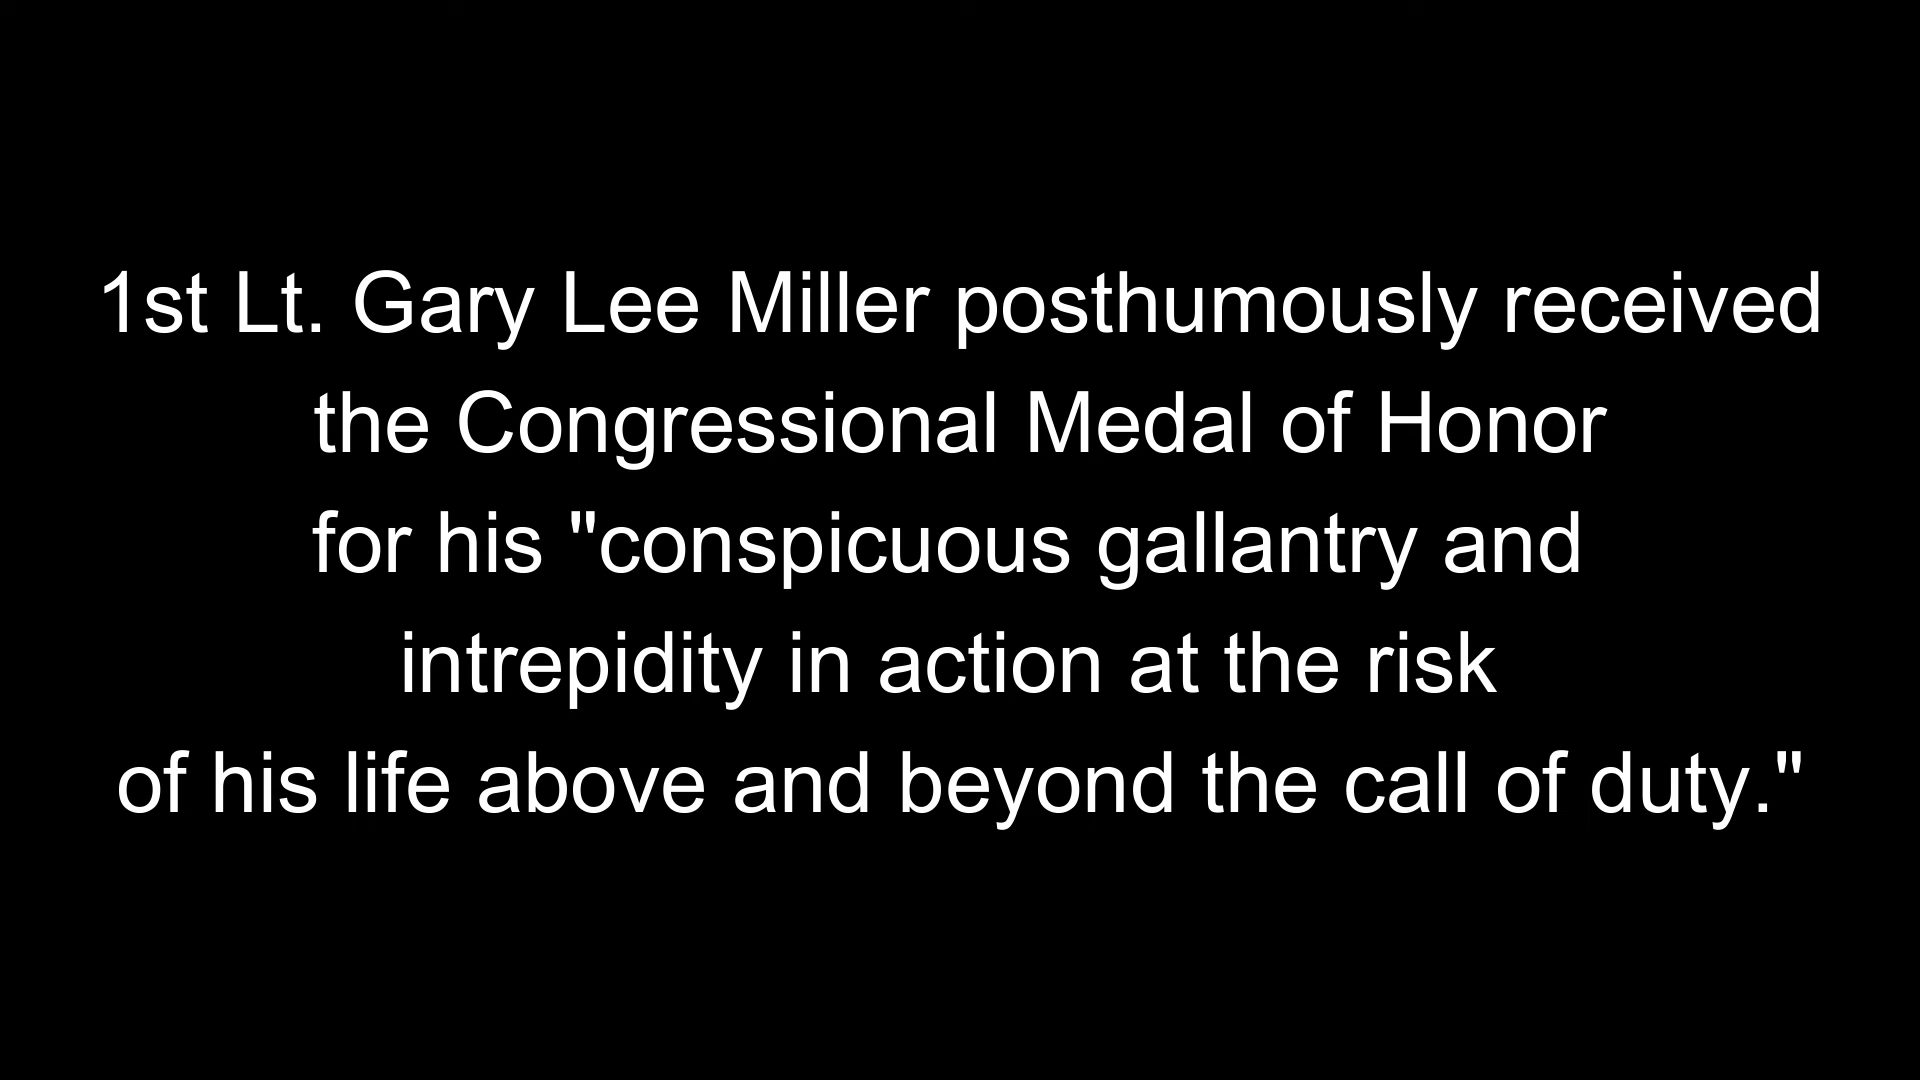 1st Lt. Gary Lee Miller posthumously received
the Congressional Medal of Honor
for his "conspicuous gallantry and
intrepidity in action at the risk
of his life above and beyond the call of duty."